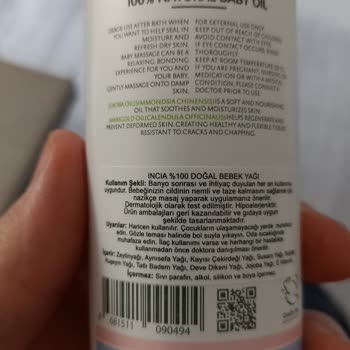 100% NATURAL BABY OIL
USE AFTER BATH WHEN
YOU WANT TO HELP SEAL IN
MOISTURE AND
REFRESH DRY SKIN.
BABY MASSAGE CAN BE A
RELAXING, BONDING
EXPERIENCE FOR YOU AND
YOUR BABY.
GENTLY MASSAGE ONTO DAMP
SKIN.
FOR EXTERNAL USE ONLY
KEEP OUT OF REACH OF CHILDREN
AVOID CONTACT WITH EYES
IF EYE CONTACT OCCURS RINSE
THOROUGHLY
KEEP AT ROOM TEMPERATURE
IF YOU ARE PREGNANT, NURSING,
MEDICATION OR WITH A MEDICAL
CONDITION, PLEASE CONSULT
DOCTOR PRIOR TO USE.
JOJOBA OIL(SIMMONDSIA CHINENSIS) IS A SOFT AND NOURISHING
OIL THAT SOOTHES AND MOISTURIZES SKIN.
MARIGOLD OIL(CALENDULA OFFICINALIS) HELPS REGENERATE AND
PREVENT DEFORMED SKIN. CREATING HEALTHY AND FLEXIBLE TISSUE
RESISTANT TO CRACKS AND CHAPPING.
INCIA %100 DOĞAL BEBEK YAĞI
Kullanım Şekli: Banyo sonrası ve ihtiyaç duyulan her an kullanıma
uygundur. Bebeğinizin cildinin nemli ve taze kalmasını sağlamak için
nazikçe masaj yaparak uygulamanız önerilir.
Dermatolojik olarak test edilmiştir. Hipoalerjeniktir.
Ürün ambalajları geri kazanılabilir ve gıdaya uygun
şekilde tasarlanmaktadır.
Uyarılar: Haricen kullanılır. Çocukların ulaşamayacağı yerde muhafaza
edin. Gözle teması halinde bol suyla yıkayın. Oda sıcaklığında
muhafaza edin. İlaç kullanımı varsa ve herhangi bir hastalıkta
kullanmadan önce doktora danışılması önerilir.
İçerik: Zeytinyağı, Aynısefa Yağı, Kayısı Çekirdeği Yağı, Susam Yağı,
Yağı, Tatlı Badem Yağı, Deve Dikeni Yağı, Jojoba Yağı, E Vitamini
İçermez: Sıvı parafin, alkol, silikon ve boya içermez.
8 681511 090494